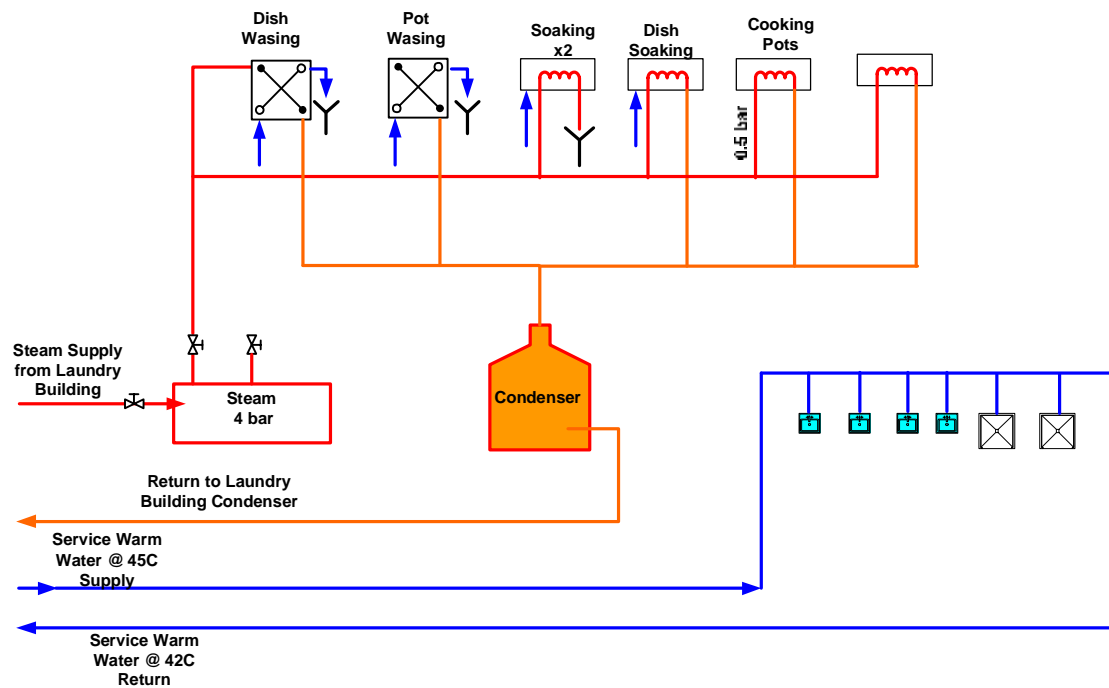 Dish
Wasing
Pot
Wasing
Soaking
x2
Dish
Soaking
Cooking
Pots
0.5 bar
Steam Supply
from Laundry
Building
Steam
4 bar
Condenser
Return to Laundry
Building Condenser
Service Warm
Water @ 45C
Supply
Service Warm
Water @ 42C
Return